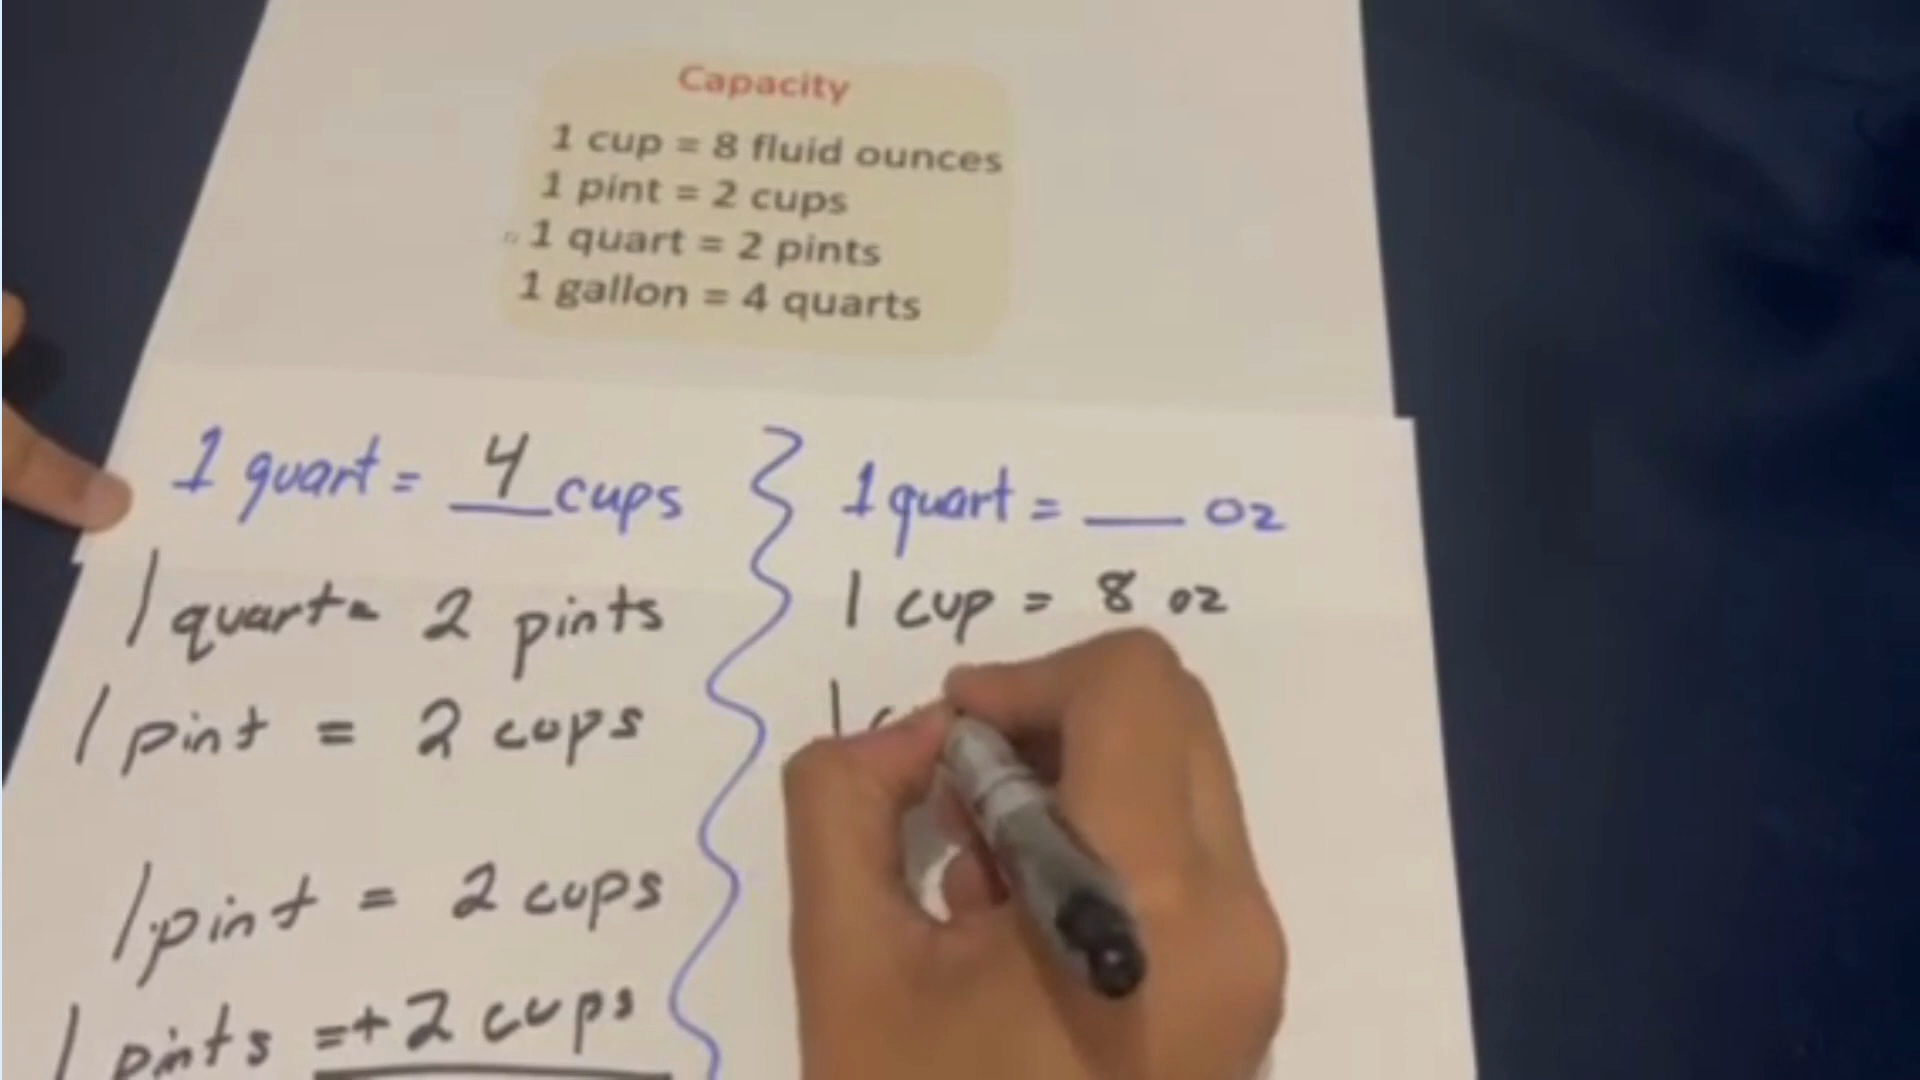 Capacity
1 cup = 8 fluid ounces
1 pint = 2 cups
1 quart = 2 pints
1 gallon = 4 quarts
1 quart = 4 cups
1 quart = 2 pints
1 pint = 2 cups
1 pint = 2 cups
1 pints =+2 cups
1 quart = __ oz
1 cup = 8 oz
1